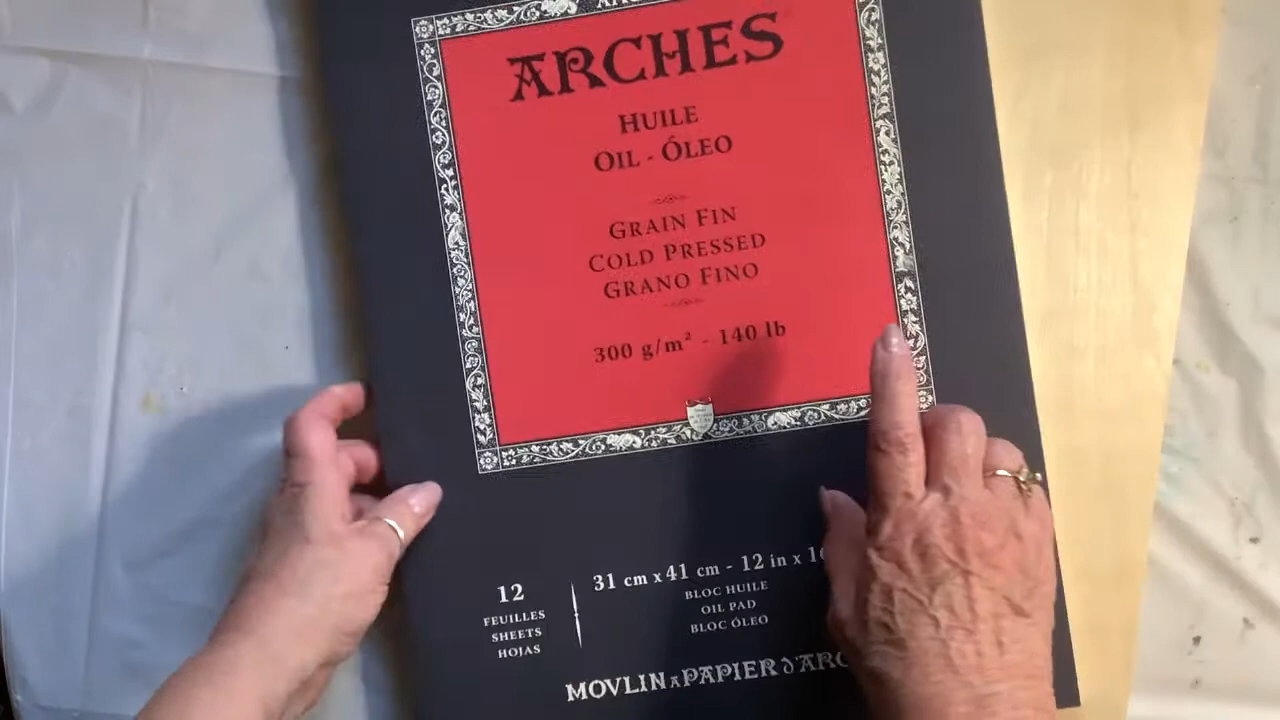 ARCHES
HUILE
OIL - ÓLEO
GRAIN FIN
COLD PRESSED
GRANO FINO
300 g/m² - 140 lb
12
FEUILLES
SHEETS
HOJAS
31 cm x 41 cm - 12 in x
BLOC HUILE
OIL PAD
BLOC ÓLEO
MOVLIN A PAPIER D'ARC